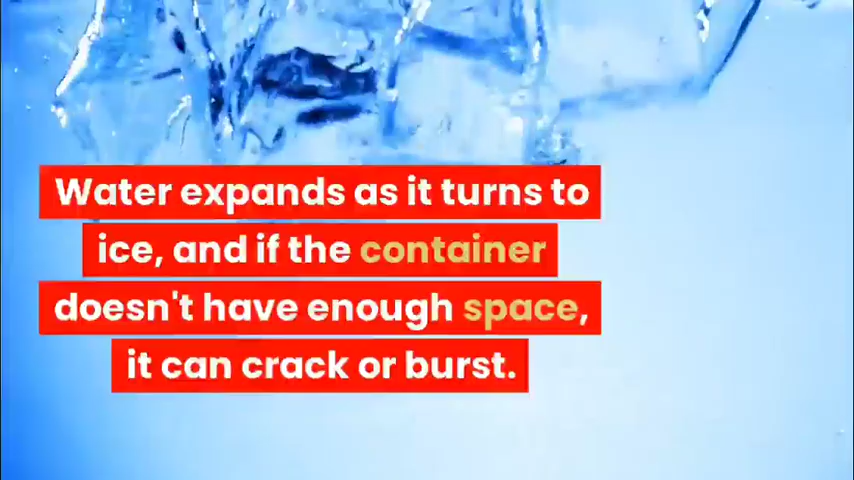 Water expands as it turns to
ice, and if the container
doesn't have enough space,
it can crack or burst.